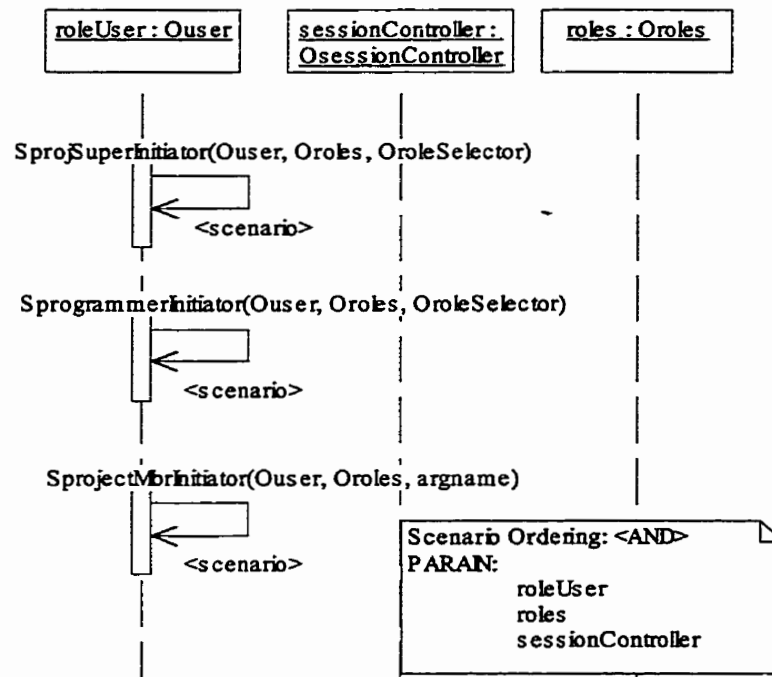 roleUser : Ouser
sessionController :
OsessionController
roles : Oroles
SprojSuperInitiator(Ouser, Oroles, OroleSelector)
<scenario>
SprogrammerInitiator(Ouser, Oroles, OroleSelector)
<scenario>
SprojectMbrInitiator(Ouser, Oroles, argname)
<scenario>
Scenario Ordering: <AND>
PARAIN:
roleUser
roles
sessionController